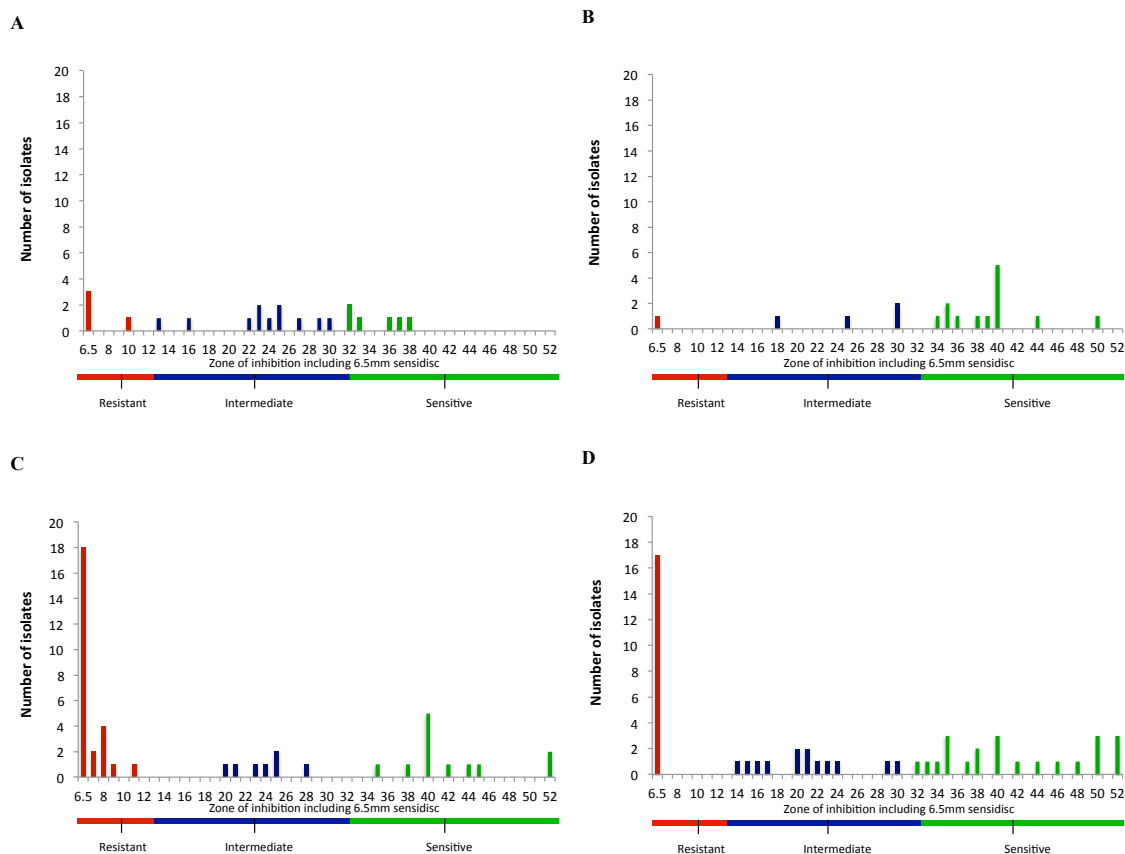 A
Number of isolates
20
18
16
14
12
10
8
6
4
2
0
6.5 8 10 12 14 16 18 20 22 24 26 28 30 32 34 36 38 40 42 44 46 48 50 52
Zone of inhibition including 6.5mm sensidisc
Resistant Intermediate Sensitive
B
Number of isolates
20
18
16
14
12
10
8
6
4
2
0
6.5 8 10 12 14 16 18 20 22 24 26 28 30 32 34 36 38 40 42 44 46 48 50 52
Zone of inhibition including 6.5mm sensidisc
Resistant Intermediate Sensitive
C
Number of isolates
20
18
16
14
12
10
8
6
4
2
0
6.5 8 10 12 14 16 18 20 22 24 26 28 30 32 34 36 38 40 42 44 46 48 50 52
Zone of inhibition including 6.5mm sensidisc
Resistant Intermediate Sensitive
D
Number of isolates
20
18
16
14
12
10
8
6
4
2
0
6.5 8 10 12 14 16 18 20 22 24 26 28 30 32 34 36 38 40 42 44 46 48 50 52
Zone of inhibition including 6.5mm sensidisc
Resistant Intermediate Sensitive